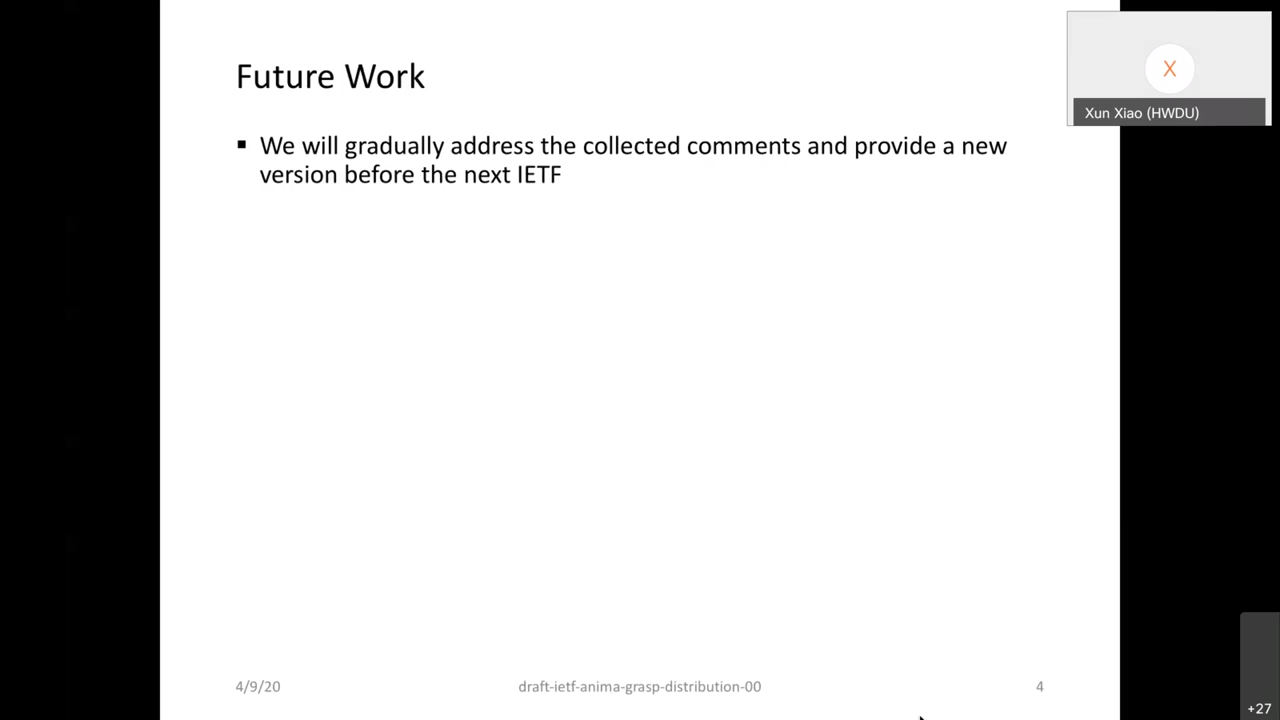 Future Work
▪ We will gradually address the collected comments and provide a new
version before the next IETF
X
Xun Xiao (HWDU)
4/9/20
draft-ietf-anima-grasp-distribution-00
4
+27